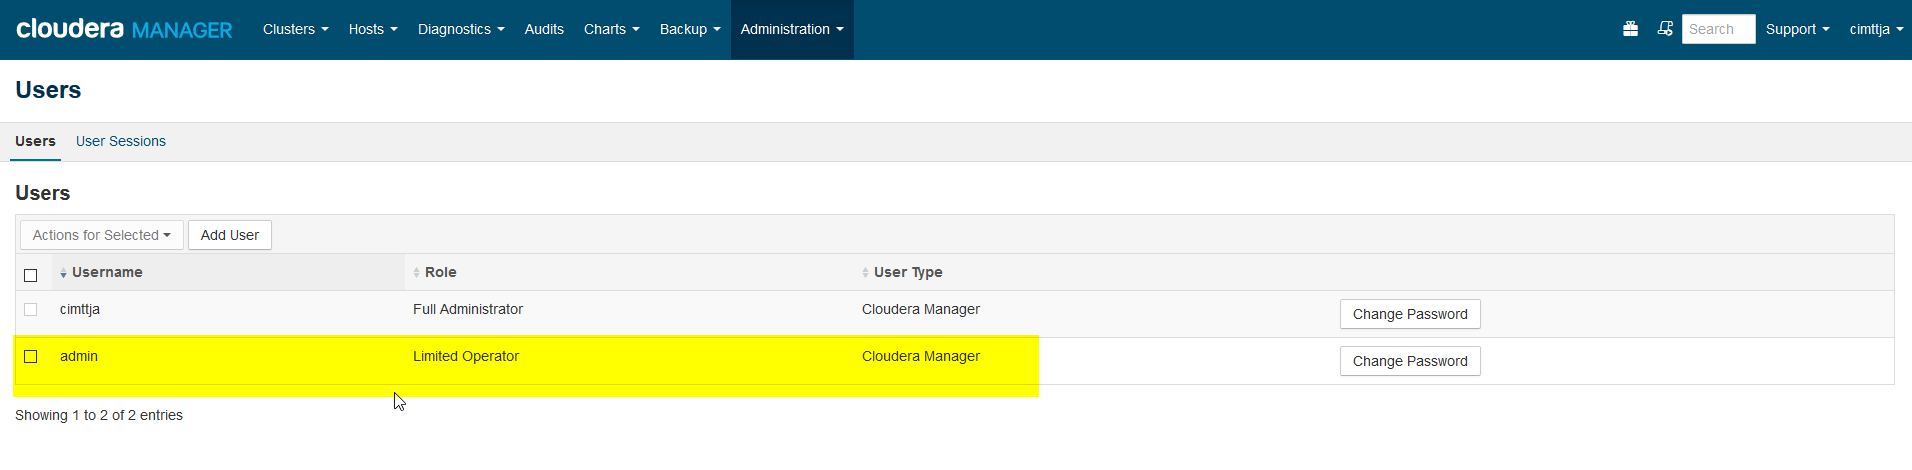 cloudera MANAGER Clusters Hosts Diagnostics Audits Charts Backup Administration Search Support cimttja
Users
Users User Sessions
Users
Actions for Selected Add User
Username Role User Type
cimttja Full Administrator Cloudera Manager Change Password
admin Limited Operator Cloudera Manager Change Password
Showing 1 to 2 of 2 entries